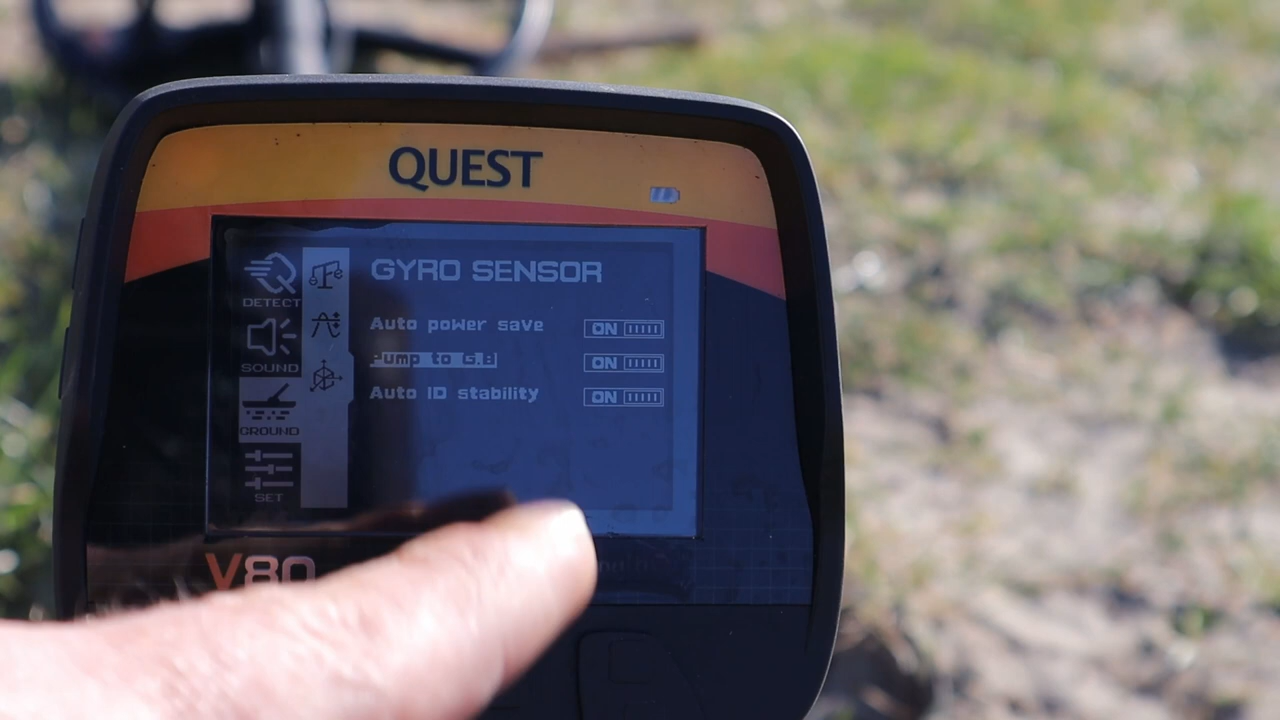 QUEST
DETECT
SOUND
GROUND
SET
GYRO SENSOR
Auto power save ON
Pump to G.B ON
Auto ID stability ON
V80